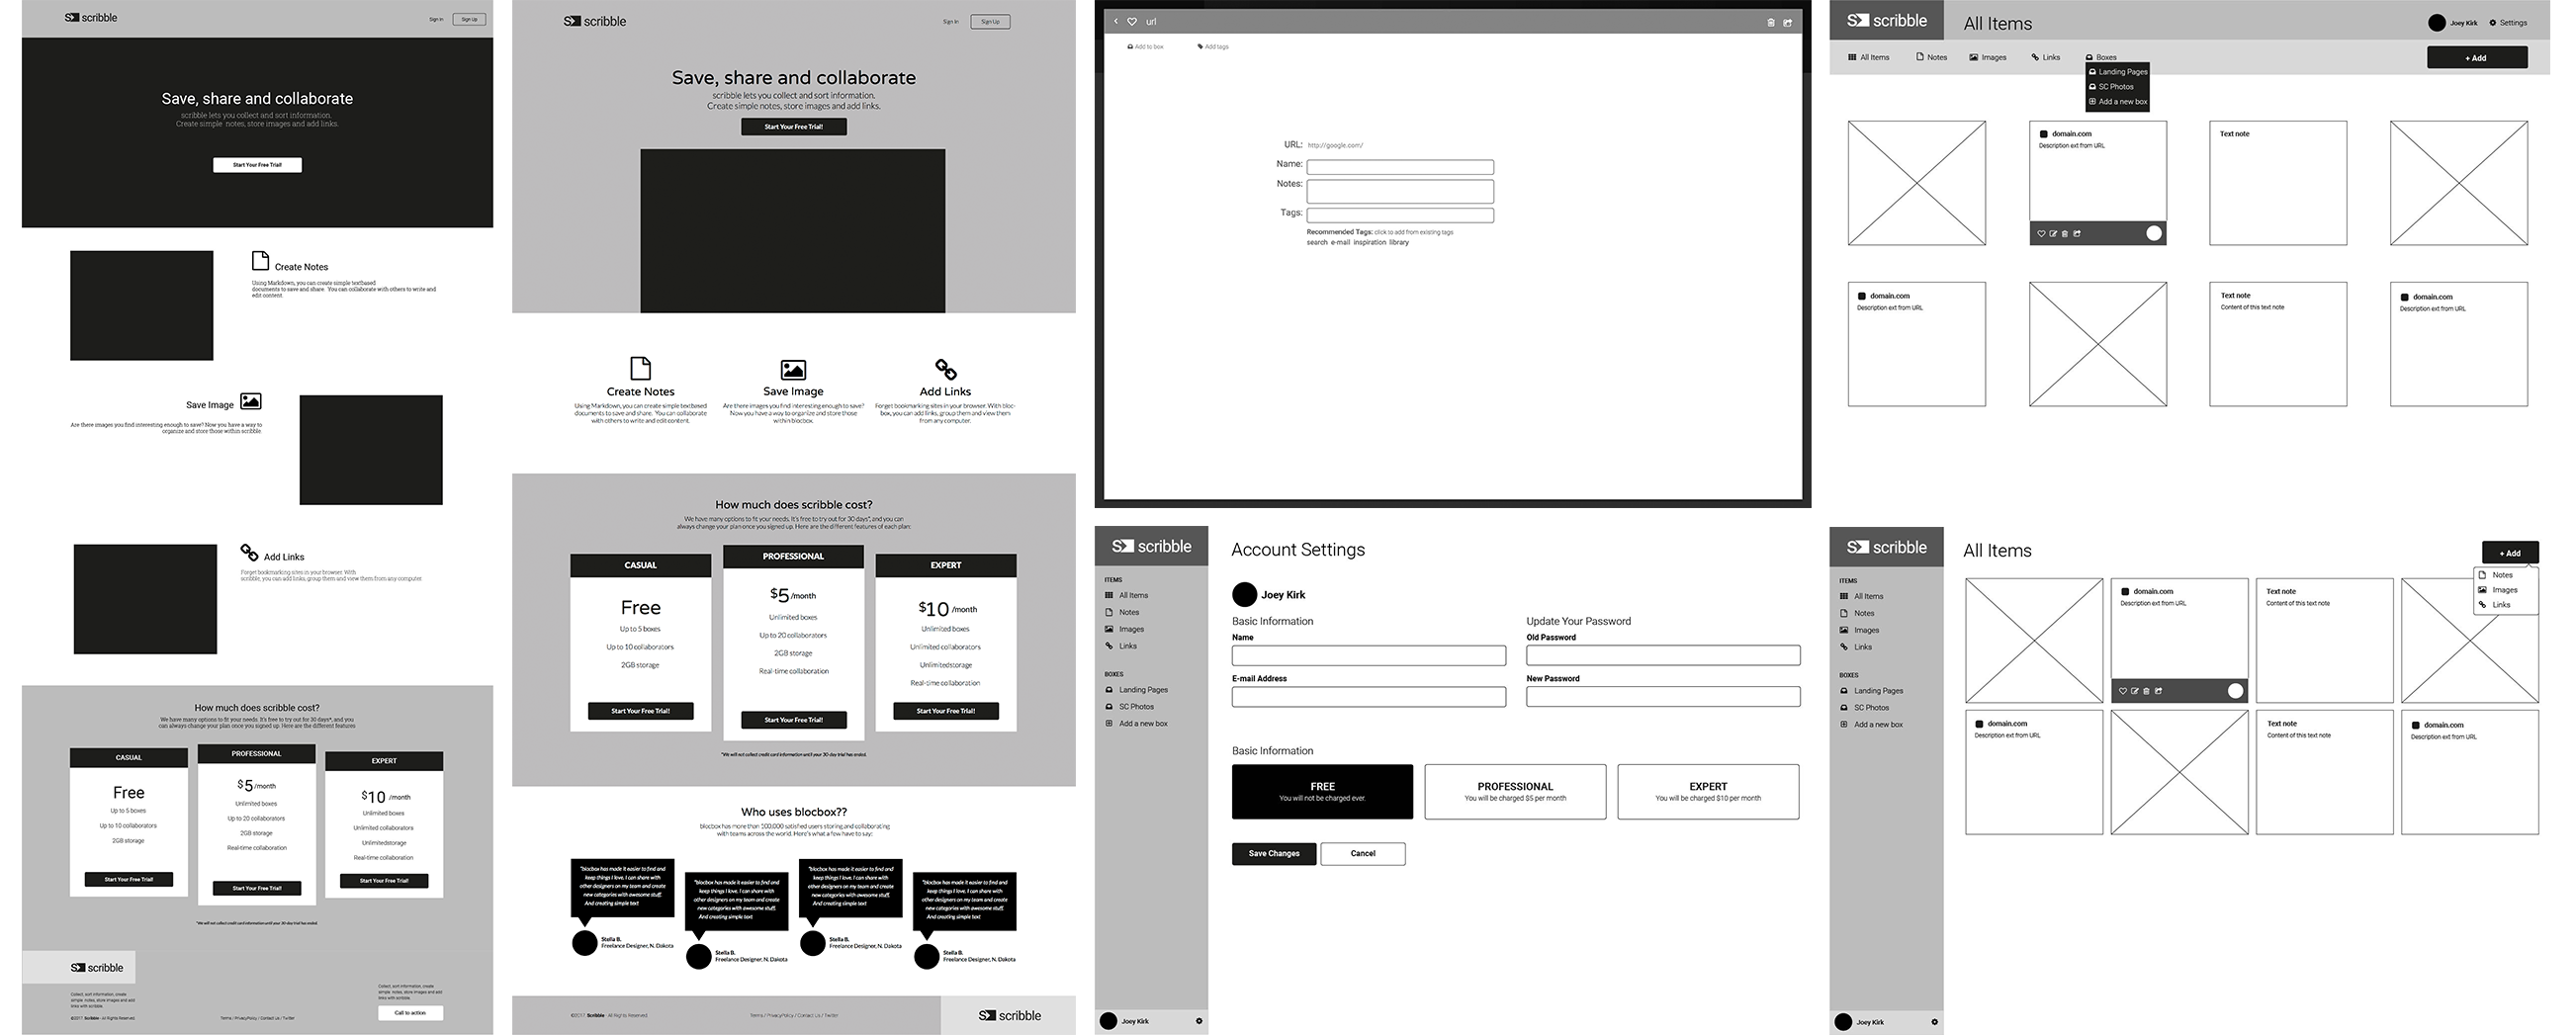 scribble
Sign In
Sign Up
Save, share and collaborate
scribble lets you collect and sort information.
Create simple notes, store images and add links.
Start Your Free Trial!
Create Notes
Using Markdown, you can create simple textbased
documents to save and share. You can collaborate with others to write and
edit content.
Save Image
Are there images you find interesting enough to save? Now you have a way to
organize and store those within scribble.
Add Links
Forget bookmarking sites in your browser. With
scribble, you can add links, group them and view them from any computer.
How much does scribble cost?
We have many options to fit your needs. It's free to try out for 30 days*, and you
can always change your plan once you signed up. Here are the different features
CASUAL
Free
Up to 5 boxes
Up to 10 collaborators
2GB storage
Start Your Free Trial!
PROFESSIONAL
$5/month
Unlimited boxes
Up to 20 collaborators
2GB storage
Real-time collaboration
Start Your Free Trial!
EXPERT
$10 /month
Unlimited boxes
Unlimited collaborators
Unlimitedstorage
Real-time collaboration
Start Your Free Trial!
*We will not collect credit card information until your 30-day trial has ended.
scribble
Collect, sort information, create
simple notes, store images and add
links with scribble.
©2017 Scribble · All Rights Reserved.
Terms / PrivacyPolicy / Contact Us / Twitter
Collect, sort information, create
simple notes, store images and add
links with scribble.
Call to action
scribble
Sign In
Sign Up
Save, share and collaborate
scribble lets you collect and sort information.
Create simple notes, store images and add links.
Start Your Free Trial!
Create Notes
Using Markdown, you can create simple textbased
documents to save and share. You can collaborate
with others to write and edit content.
Save Image
Are there images you find interesting enough to save?
Now you have a way to organize and store those
within blocbox.
Add Links
Forget bookmarking sites in your browser. With bloc-
box, you can add links, group them and view them
from any computer.
How much does scribble cost?
We have many options to fit your needs. It's free to try out for 30 days*, and you can
always change your plan once you signed up. Here are the different features of each plan:
CASUAL
Free
Up to 5 boxes
Up to 10 collaborators
2GB storage
Start Your Free Trial!
PROFESSIONAL
$5/month
Unlimited boxes
Up to 20 collaborators
2GB storage
Real-time collaboration
Start Your Free Trial!
EXPERT
$10 /month
Unlimited boxes
Unlimited collaborators
Unlimitedstorage
Real-time collaboration
Start Your Free Trial!
*We will not collect credit card information until your 30-day trial has ended.
Who uses blocbox??
blocbox has more than 100,000 satisfied users storing and collaborating
with teams across the world. Here's what a few have to say:
"blocbox has made it easier to find and
keep things I love. I can share with
other designers on my team and create
new categories with awesome stuff.
And creating simple text
Stella B.
Freelance Designer, N. Dakota
"blocbox has made it easier to find and
keep things I love. I can share with
other designers on my team and create
new categories with awesome stuff.
And creating simple text
Stella B.
Freelance Designer, N. Dakota
"blocbox has made it easier to find and
keep things I love. I can share with
other designers on my team and create
new categories with awesome stuff.
And creating simple text
Stella B.
Freelance Designer, N. Dakota
"blocbox has made it easier to find and
keep things I love. I can share with
other designers on my team and create
new categories with awesome stuff.
And creating simple text
Stella B.
Freelance Designer, N. Dakota
©2017 Scribble · All Rights Reserved.
Terms / PrivacyPolicy / Contact Us / Twitter
scribble
url
Add to box
Add tags
URL: http://google.com/
Name:
Notes:
Tags:
Recommended Tags: click to add from existing tags
search e-mail inspiration library
scribble
ITEMS
All Items
Notes
Images
Links
BOXES
Landing Pages
SC Photos
Add a new box
Joey Kirk
Account Settings
Joey Kirk
Basic Information
Name
E-mail Address
Update Your Password
Old Password
New Password
Basic Information
FREE
You will not be charged ever.
PROFESSIONAL
You will be charged $5 per month
EXPERT
You will be charged $10 per month
Save Changes
Cancel
scribble
All Items
Joey Kirk
Settings
All Items
Notes
Images
Links
Boxes
Landing Pages
SC Photos
Add a new box
+ Add
domain.com
Description ext from URL
Text note
domain.com
Description ext from URL
Text note
Content of this text note
domain.com
Description ext from URL
scribble
ITEMS
All Items
Notes
Images
Links
BOXES
Landing Pages
SC Photos
Add a new box
Joey Kirk
All Items
+ Add
Notes
Images
Links
domain.com
Description ext from URL
Text note
Content of this text note
domain.com
Description ext from URL
Text note
Content of this text note
domain.com
Description ext from URL